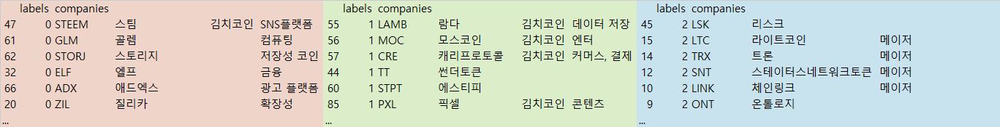 labels companies labels companies labels companies
47 0 STEEM 스팀 김치코인 SNS플랫폼 55 1 LAMB 람다 김치코인 데이터 저장 45 2 LSK 리스크
61 0 GLM 골렘 컴퓨팅 56 1 MOC 모스코인 김치코인 엔터 15 2 LTC 라이트코인 메이저
62 0 STORJ 스토리지 저장성 코인 57 1 CRE 캐리프로토콜 김치코인 커머스, 결제 14 2 TRX 트론 메이저
32 0 ELF 엘프 금융 44 1 TT 썬더토큰 12 2 SNT 스테이터스네트워크토큰 메이저
66 0 ADX 애드엑스 광고 플랫폼 60 1 STPT 에스티피 10 2 LINK 체인링크 메이저
20 0 ZIL 질리카 확장성 85 1 PXL 픽셀 김치코인 콘텐츠 9 2 ONT 온톨로지
... ... ...